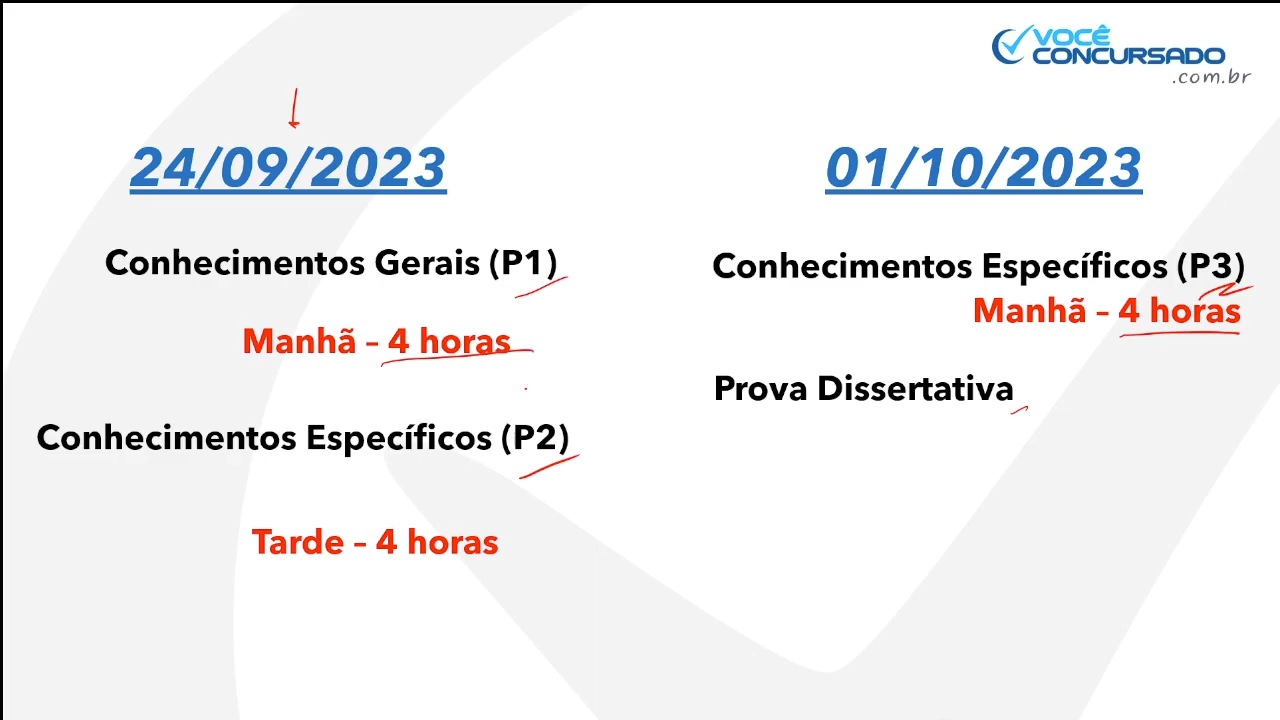 VOCÊ
CONCURSADO
.com.br
24/09/2023
Conhecimentos Gerais (P1)
Manhã – 4 horas
Conhecimentos Específicos (P2)
Tarde – 4 horas
01/10/2023
Conhecimentos Específicos (P3)
Manhã – 4 horas
Prova Dissertativa